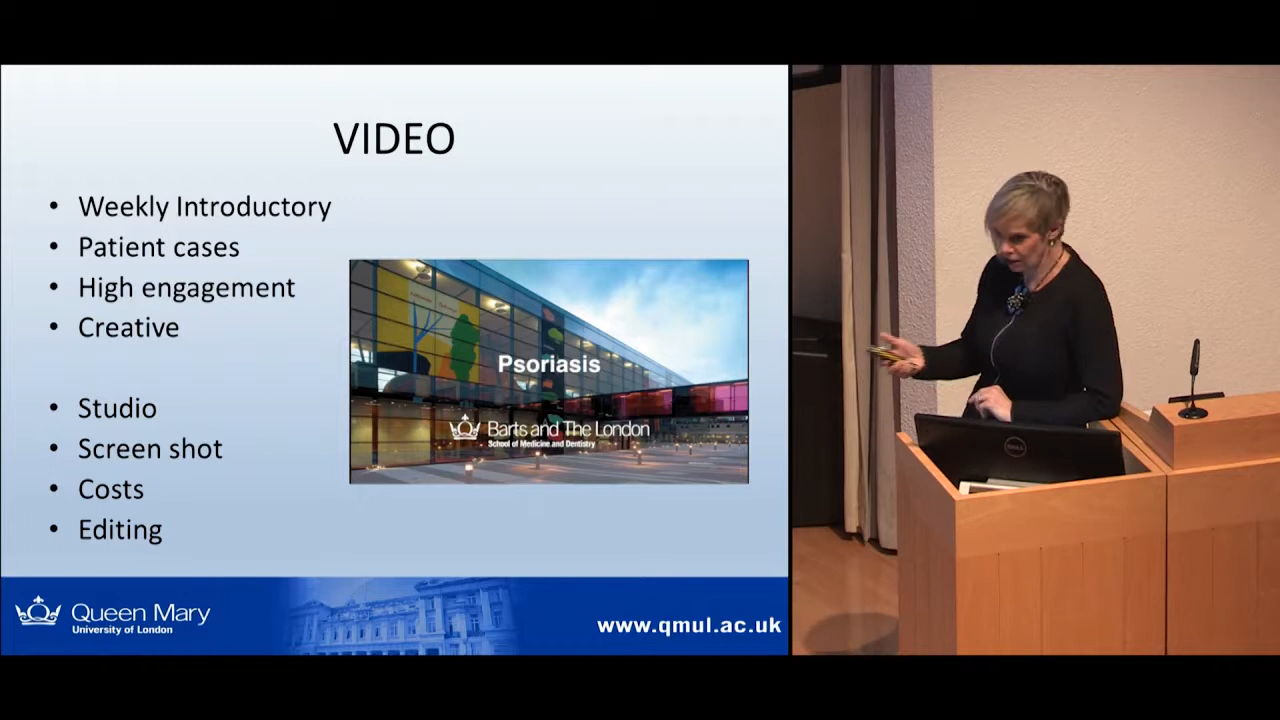 VIDEO
• Weekly Introductory
• Patient cases
• High engagement
• Creative
• Studio
• Screen shot
• Costs
• Editing
Psoriasis
Barts and The London
School of Medicine and Dentistry
Queen Mary
University of London
www.qmul.ac.uk
DELL